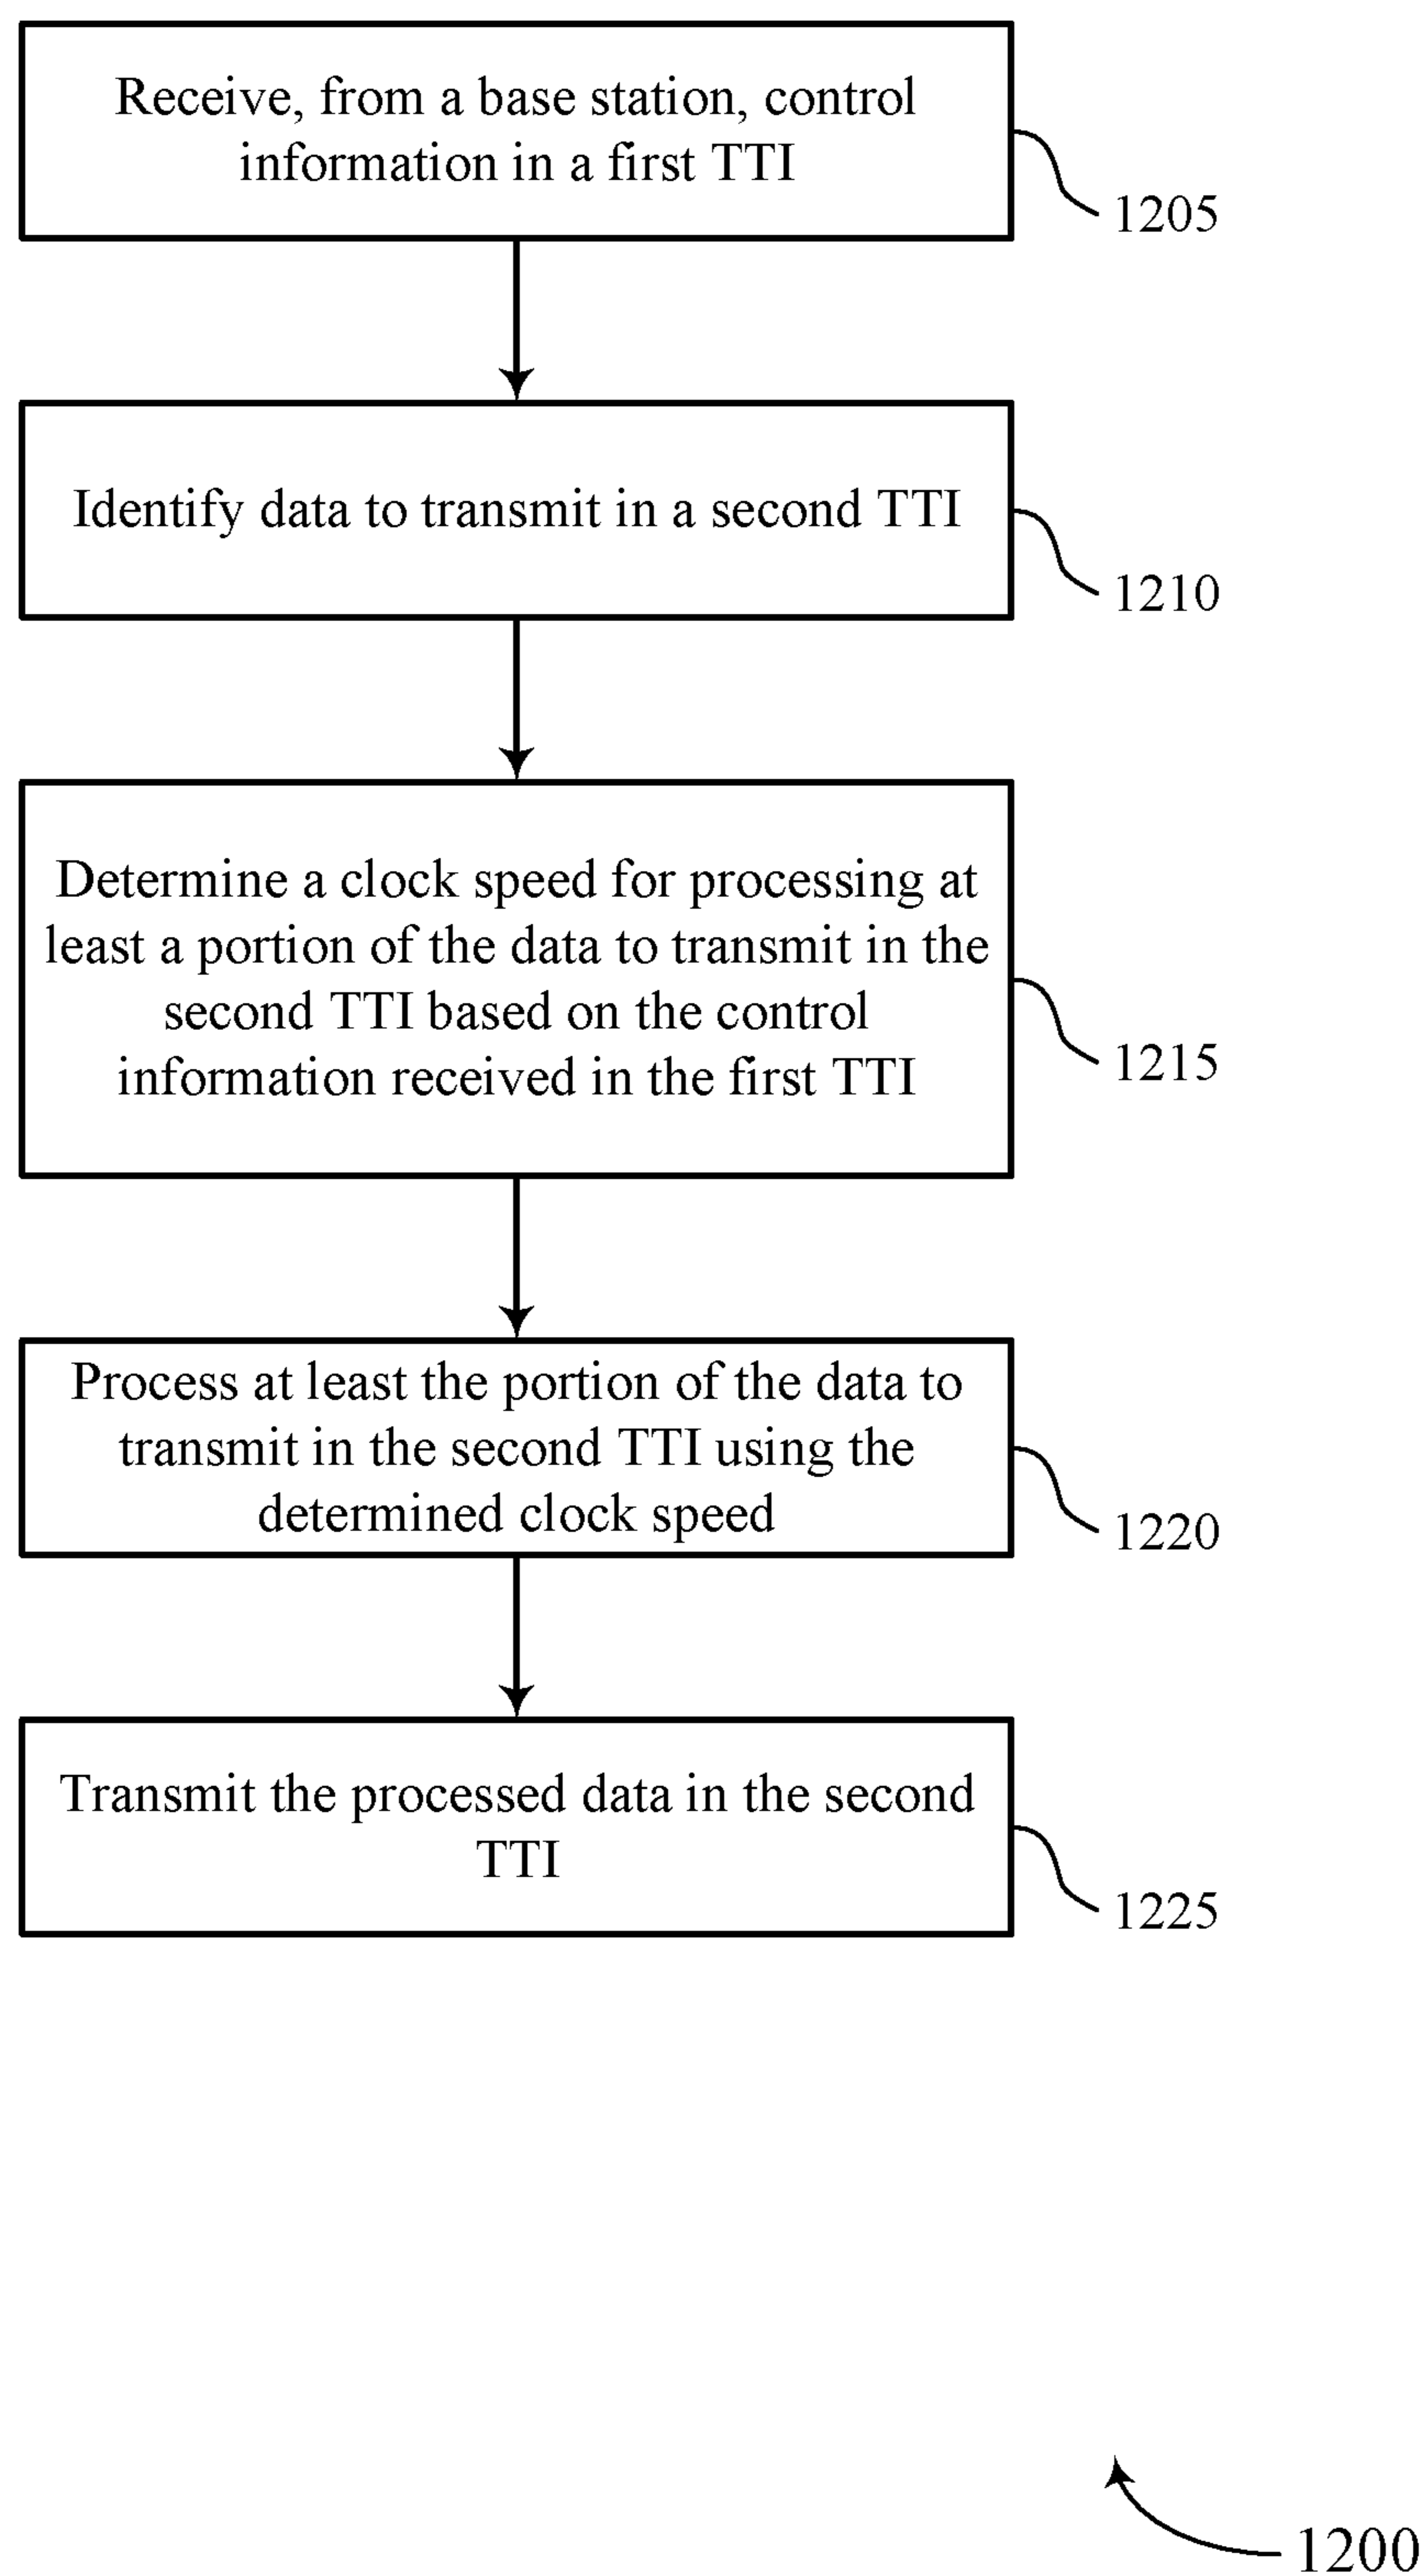 Receive, from a base station, control
information in a first TTI
1205
Identify data to transmit in a second TTI
1210
Determine a clock speed for processing at
least a portion of the data to transmit in the
second TTI based on the control
information received in the first TTI
1215
Process at least the portion of the data to
transmit in the second TTI using the
determined clock speed
1220
Transmit the processed data in the second
TTI
1225
1200